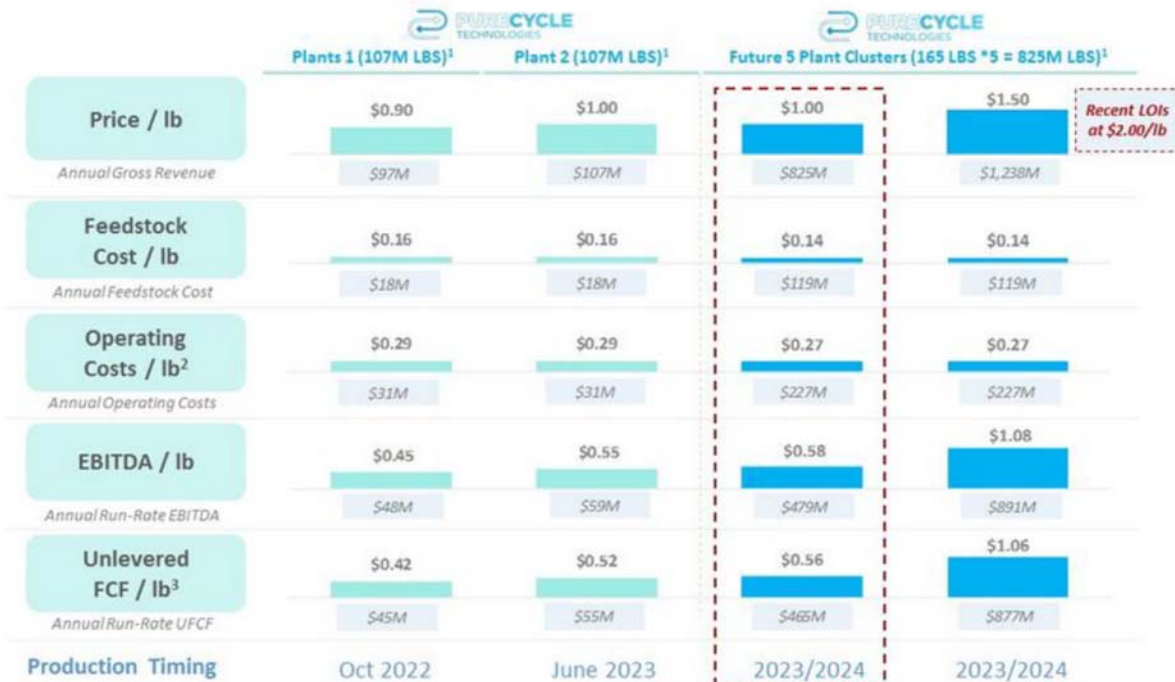 PURECYCLE
TECHNOLOGIES
PURECYCLE
TECHNOLOGIES
Plants 1 (107M LBS)¹
Plant 2 (107M LBS)¹
Future 5 Plant Clusters (165 LBS *5 = 825M LBS)¹
Price / lb
$0.90
$1.00
$1.00
$1.50
Recent LOIs
at $2.00/lb
Annual Gross Revenue
$97M
$107M
$825M
$1,238M
Feedstock
Cost / lb
$0.16
$0.16
$0.14
$0.14
Annual Feedstock Cost
$18M
$18M
$119M
$119M
Operating
Costs / lb²
$0.29
$0.29
$0.27
$0.27
Annual Operating Costs
$31M
$31M
$227M
$227M
EBITDA / lb
$0.45
$0.55
$0.58
$1.08
Annual Run-Rate EBITDA
$48M
$59M
$479M
$891M
Unlevered
FCF / lb³
$0.42
$0.52
$0.56
$1.06
Annual Run-Rate UFCF
$45M
$55M
$465M
$877M
Production Timing
Oct 2022
June 2023
2023/2024
2023/2024